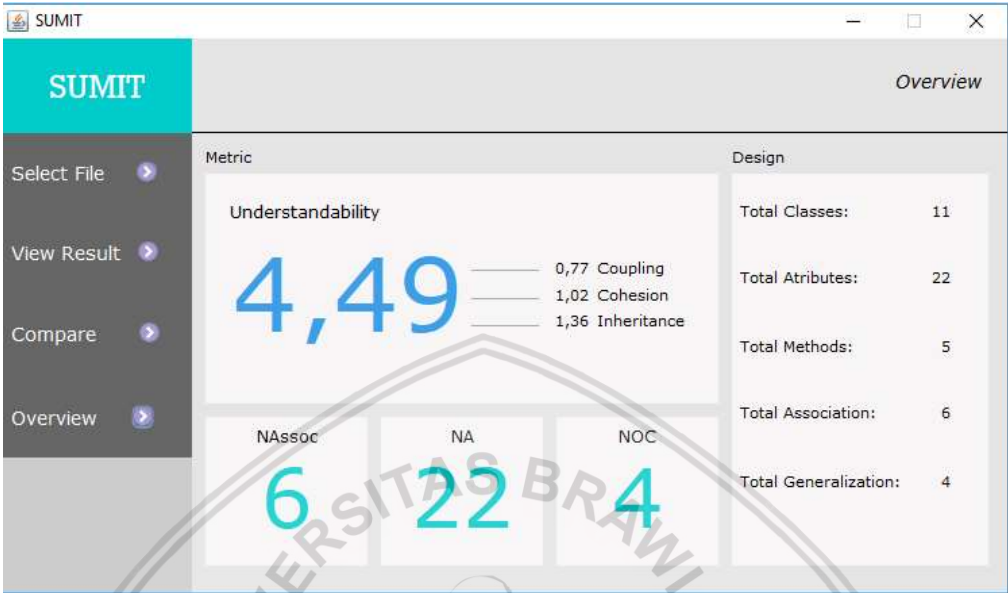 SUMIT
SUMIT
Overview
Select File
View Result
Compare
Overview
Metric
Understandability
4,49
0,77 Coupling
1,02 Cohesion
1,36 Inheritance
NAssoc
6
NA
22
NOC
4
Design
Total Classes: 11
Total Atributes: 22
Total Methods: 5
Total Association: 6
Total Generalization: 4
ERSITAS BRAWI